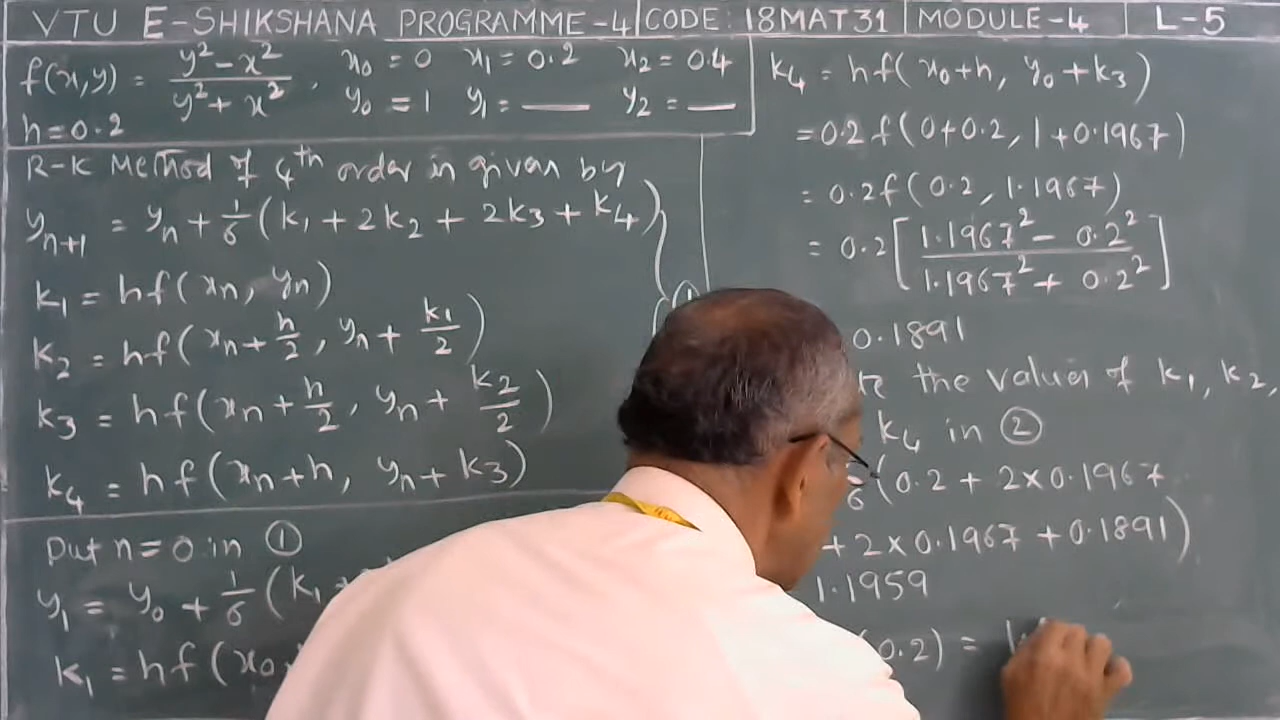 VTU E-SHIKSHANA PROGRAMME-4 CODE: 18MAT31 MODULE-4 L-5
f(x,y) = (y² - x²)/(y² + x²), x₀ = 0 x₁ = 0.2 x₂ = 0.4
y₀ = 1 y₁ = ___ y₂ = ___
h = 0.2
R-K Method of 4th order in given by
yₙ₊₁ = yₙ + 1/6 (k₁ + 2k₂ + 2k₃ + k₄)
k₁ = hf(xₙ, yₙ)
①
k₂ = hf(xₙ + h/2, yₙ + k₁/2)
k₃ = hf(xₙ + h/2, yₙ + k₂/2)
k₄ = hf(xₙ + h, yₙ + k₃)
Put n = 0 in ①
y₁ = y₀ + 1/6 (k₁
k₁ = hf(x₀,
k₄ = hf(x₀+h, y₀+k₃)
= 0.2 f(0+0.2, 1+0.1967)
= 0.2 f(0.2, 1.1967)
= 0.2 [(1.1967² - 0.2²)/(1.1967² + 0.2²)]
0.1891
the values of k₁, k₂,
k₄ in ②
6 (0.2 + 2×0.1967
+ 2×0.1967 + 0.1891)
1.1959
(0.2) = 1.